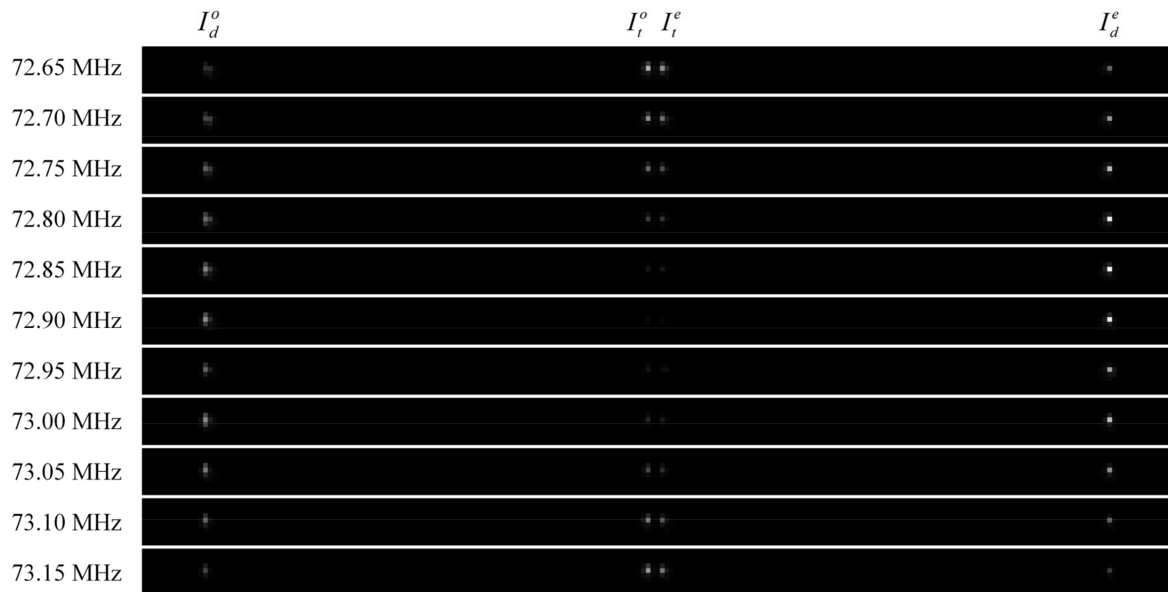 I_d^o I_t^o I_t^e I_d^e
72.65 MHz
72.70 MHz
72.75 MHz
72.80 MHz
72.85 MHz
72.90 MHz
72.95 MHz
73.00 MHz
73.05 MHz
73.10 MHz
73.15 MHz